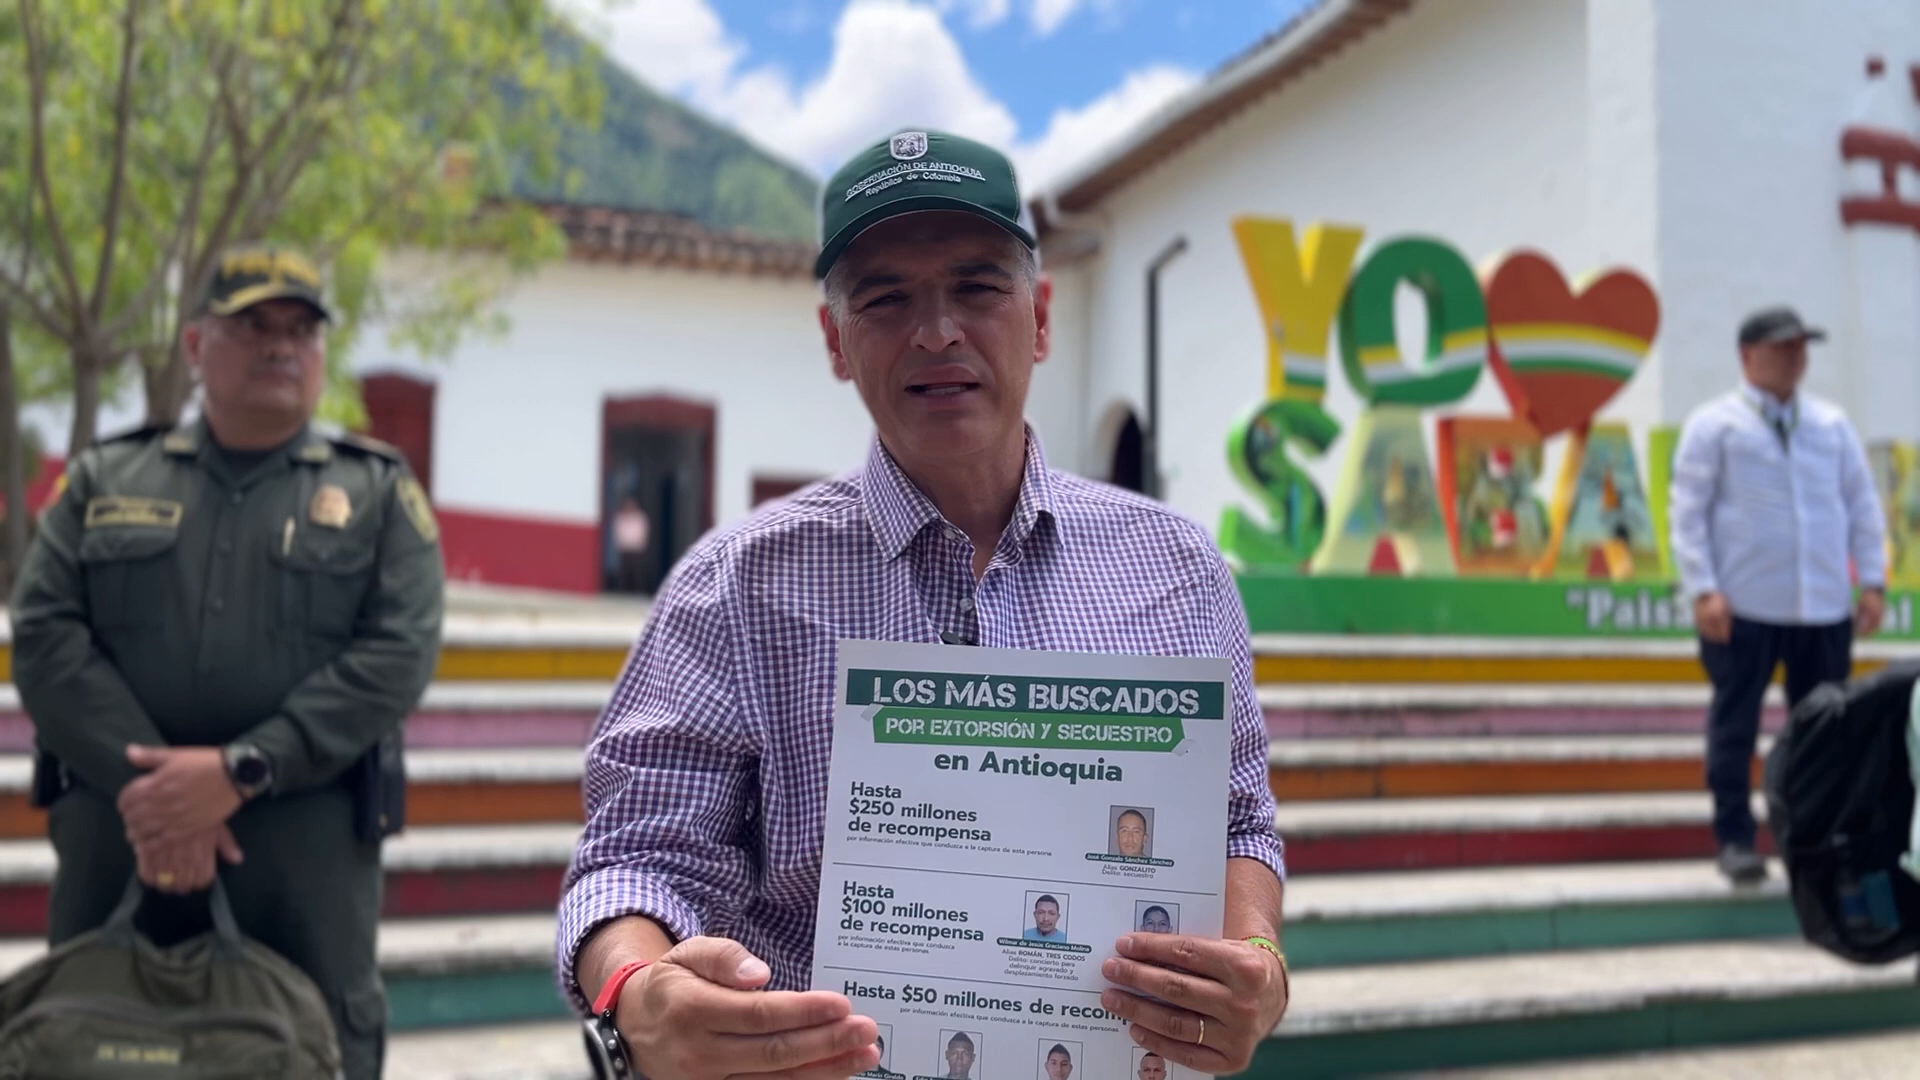 GOBERNACIÓN DE ANTIOQUIA
República de Colombia
YO
"Pais
LOS MÁS BUSCADOS
POR EXTORSIÓN Y SECUESTRO
en Antioquia
Hasta
$250 millones
de recompensa
por información efectiva que conduzca a la captura de esta persona
José Gonzalo Sánchez Sánchez
Alias GONZALITO
Delito: secuestro
Hasta
$100 millones
de recompensa
por información efectiva que conduzca
a la captura de estas personas
Wilmar de Jesús Graciano Molina
Alias ROMÁN, TRES CODOS
Delito: concierto para
delinquir agravado y
desplazamiento forzado
Hasta $50 millones de recomp
por información efectiva que conduzca a la captura de estas personas